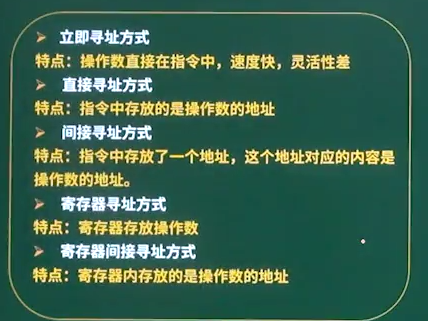 ➢ 立即寻址方式
特点：操作数直接在指令中，速度快，灵活性差
➢ 直接寻址方式
特点：指令中存放的是操作数的地址
➢ 间接寻址方式
特点：指令中存放了一个地址，这个地址对应的内容是
操作数的地址。
➢ 寄存器寻址方式
特点：寄存器存放操作数
➢ 寄存器间接寻址方式
特点：寄存器内存放的是操作数的地址